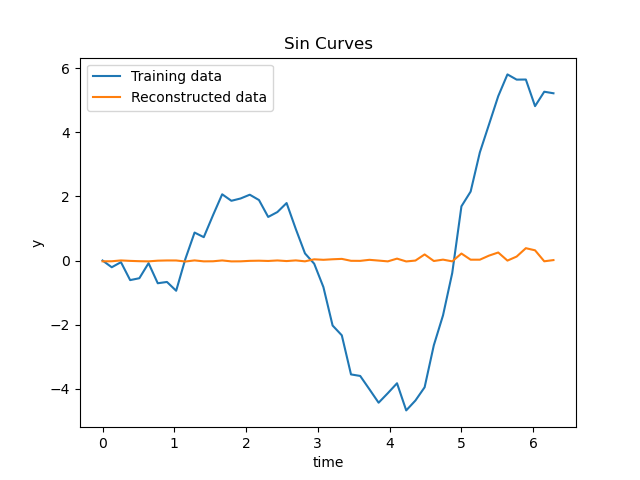 Sin Curves
Training data
Reconstructed data
y
6
4
2
0
−2
−4
0 1 2 3 4 5 6
time